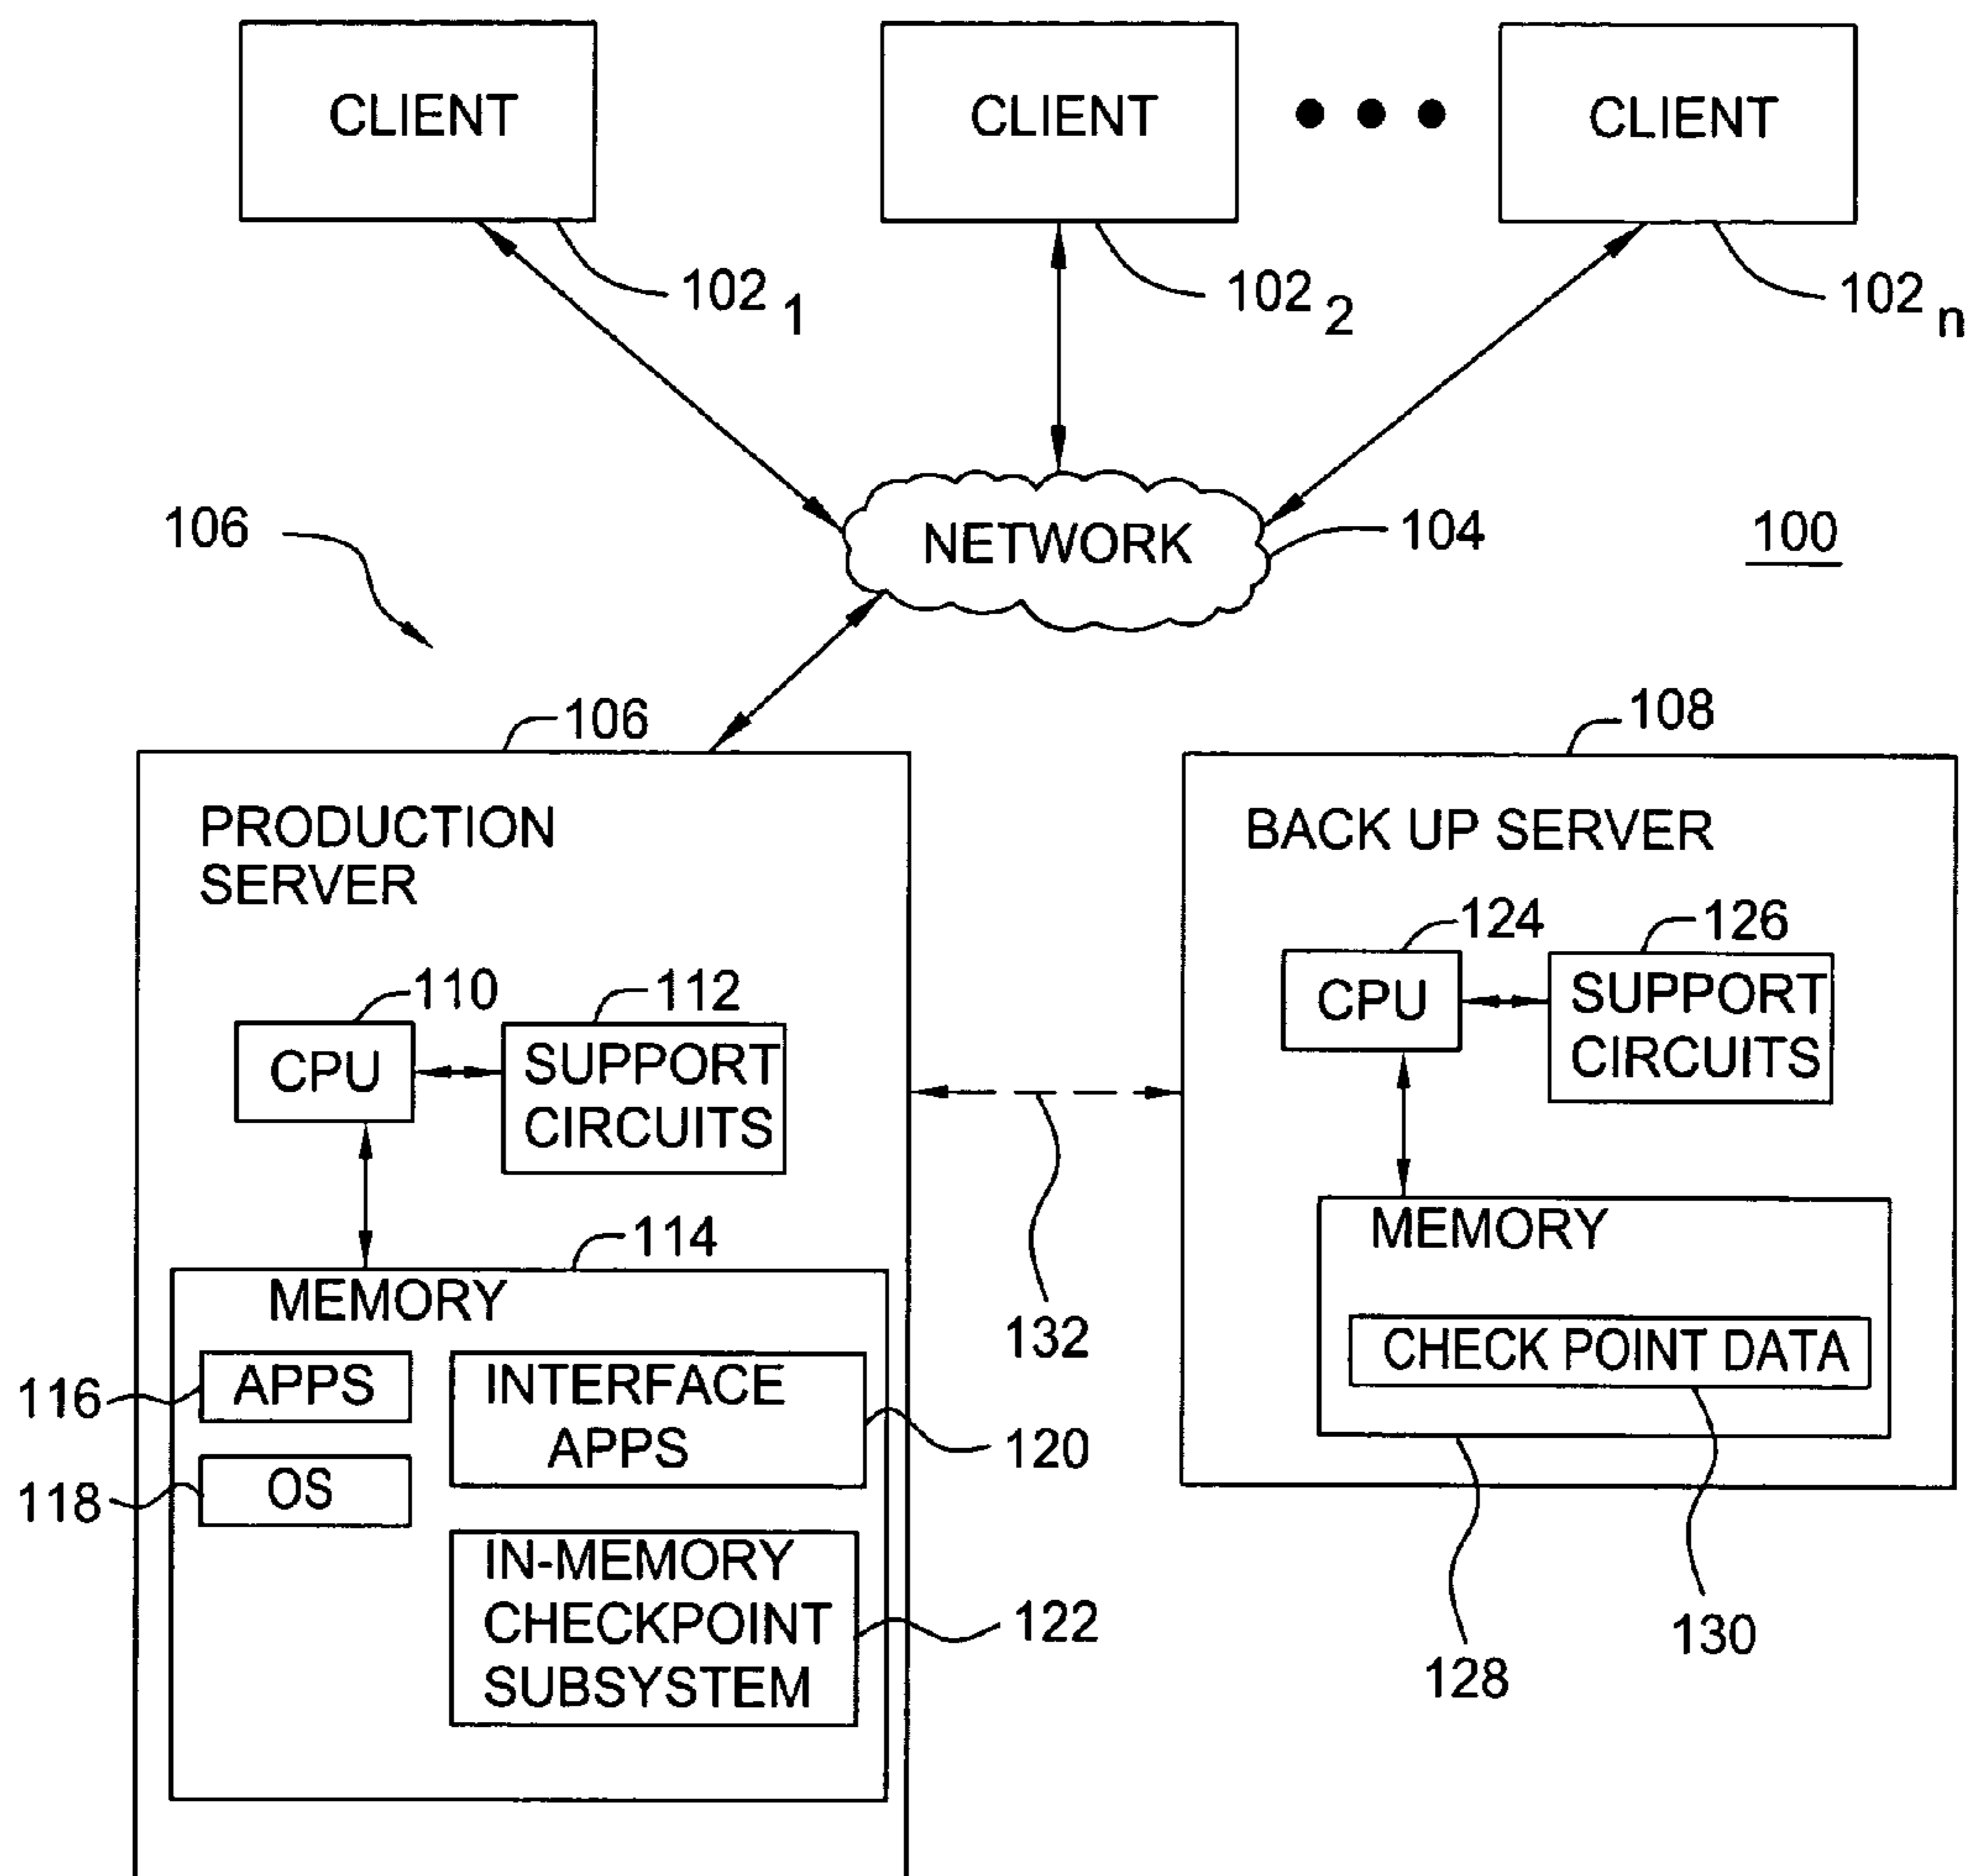 CLIENT
CLIENT
CLIENT
102 1
102 2
102 n
106
NETWORK
104
100
106
108
PRODUCTION
SERVER
BACK UP SERVER
110
112
CPU
SUPPORT
CIRCUITS
124
126
CPU
SUPPORT
CIRCUITS
114
MEMORY
116
APPS
INTERFACE
APPS
120
118
OS
IN-MEMORY
CHECKPOINT
SUBSYSTEM
122
132
MEMORY
CHECK POINT DATA
128
130